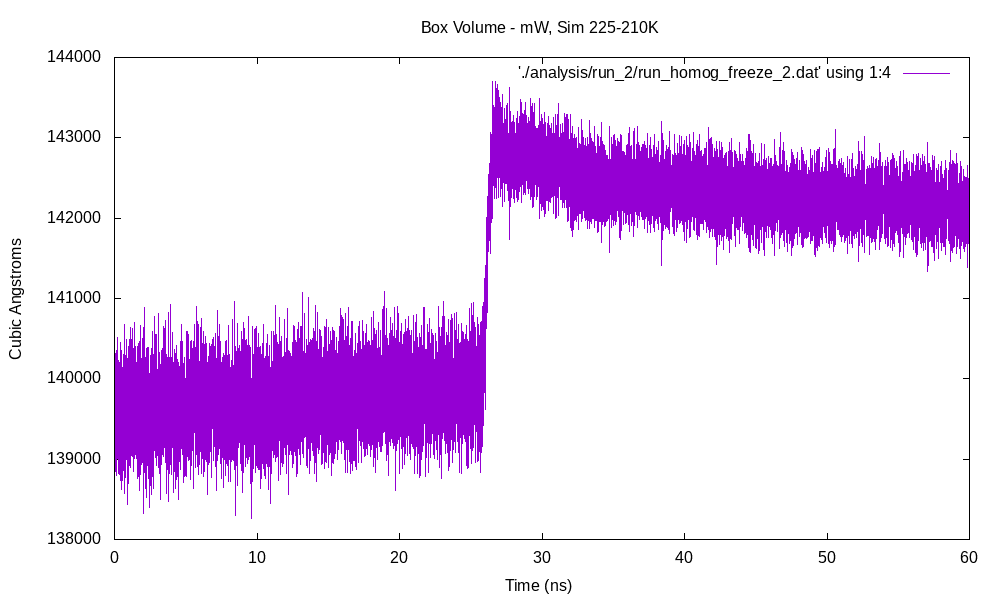 Box Volume - mW, Sim 225-210K
'./analysis/run_2/run_homog_freeze_2.dat' using 1:4
Cubic Angstroms
144000
143000
142000
141000
140000
139000
138000
0 10 20 30 40 50 60
Time (ns)